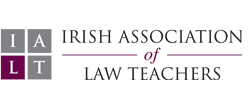 I A
L T
IRISH ASSOCIATION
of
LAW TEACHERS